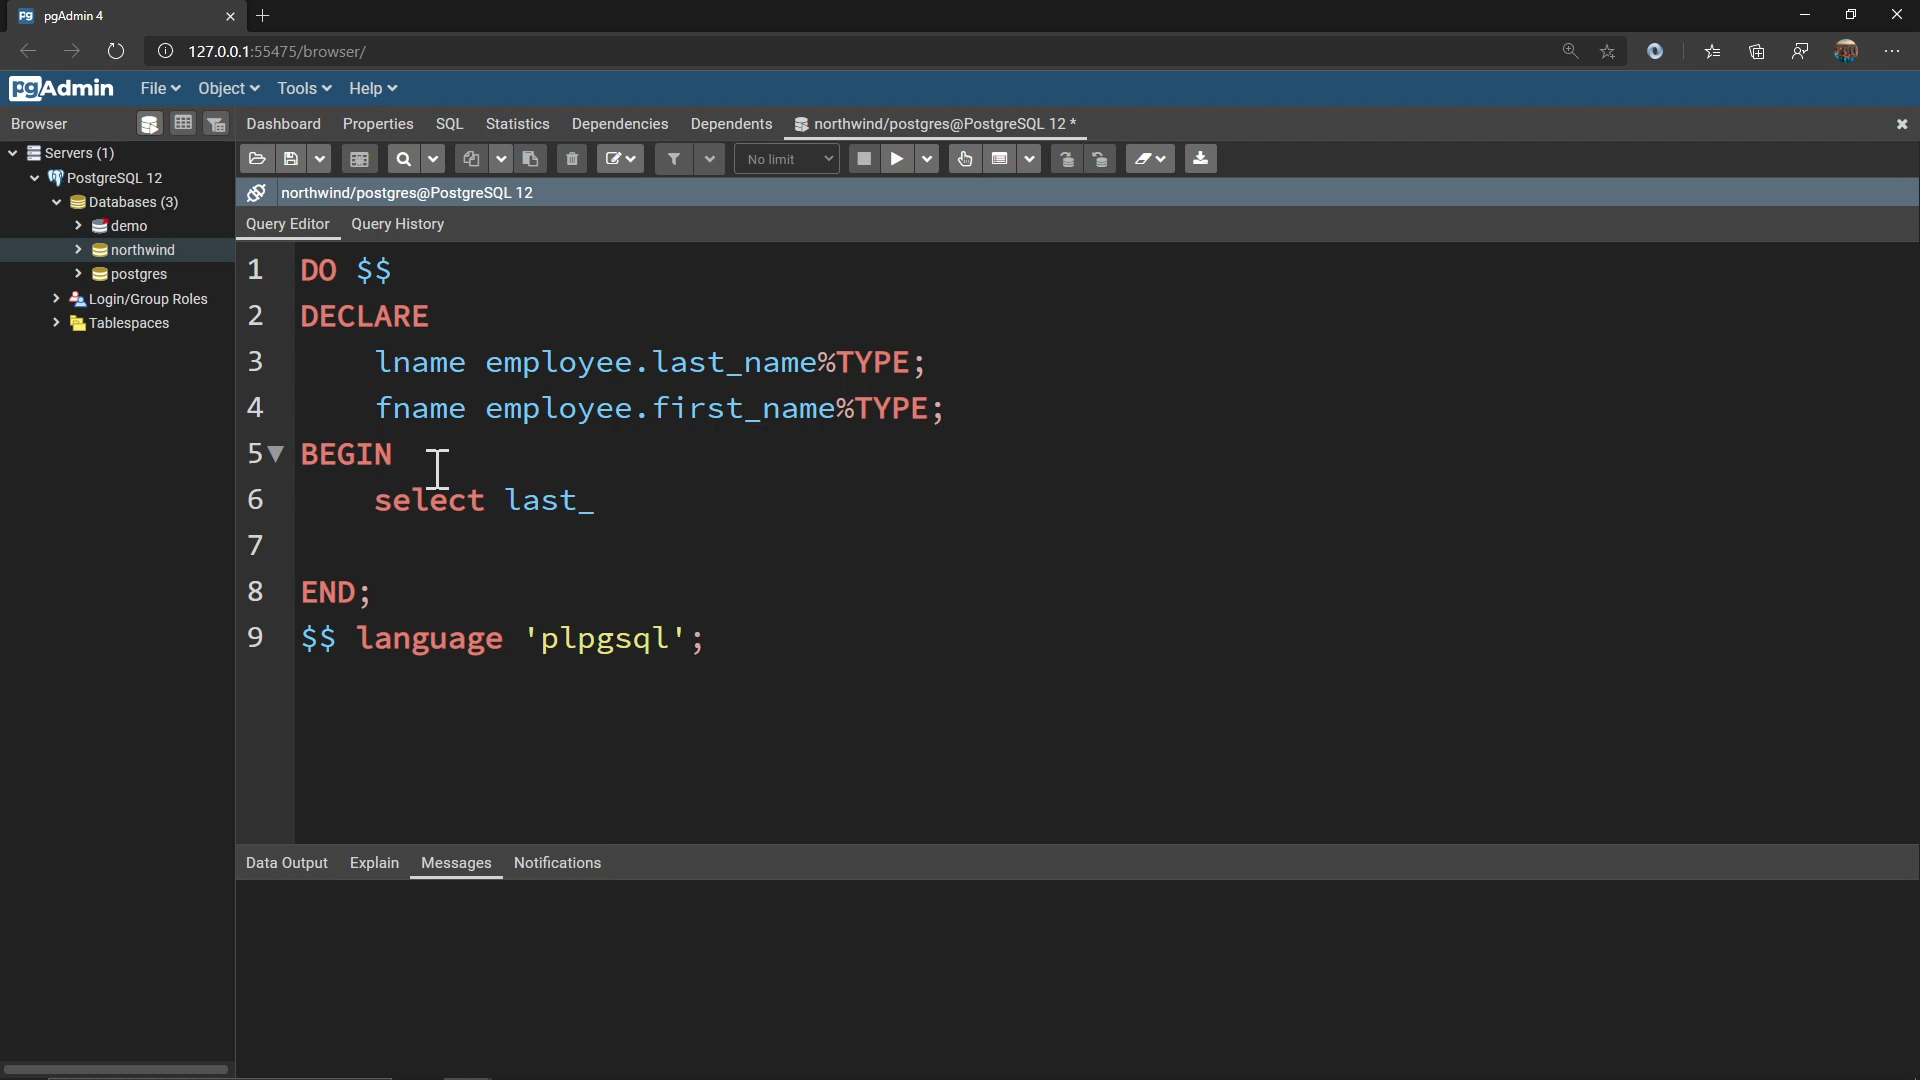 pgAdmin 4
127.0.0.1:55475/browser/
pgAdmin File Object Tools Help
Browser Dashboard Properties SQL Statistics Dependencies Dependents northwind/postgres@PostgreSQL 12 *
Servers (1)
PostgreSQL 12
Databases (3)
demo
northwind
postgres
Login/Group Roles
Tablespaces
No limit
northwind/postgres@PostgreSQL 12
Query Editor Query History
1 DO $$
2 DECLARE
3 lname employee.last_name%TYPE;
4 fname employee.first_name%TYPE;
5 BEGIN
6 select last_
7
8 END;
9 $$ language 'plpgsql';
Data Output Explain Messages Notifications